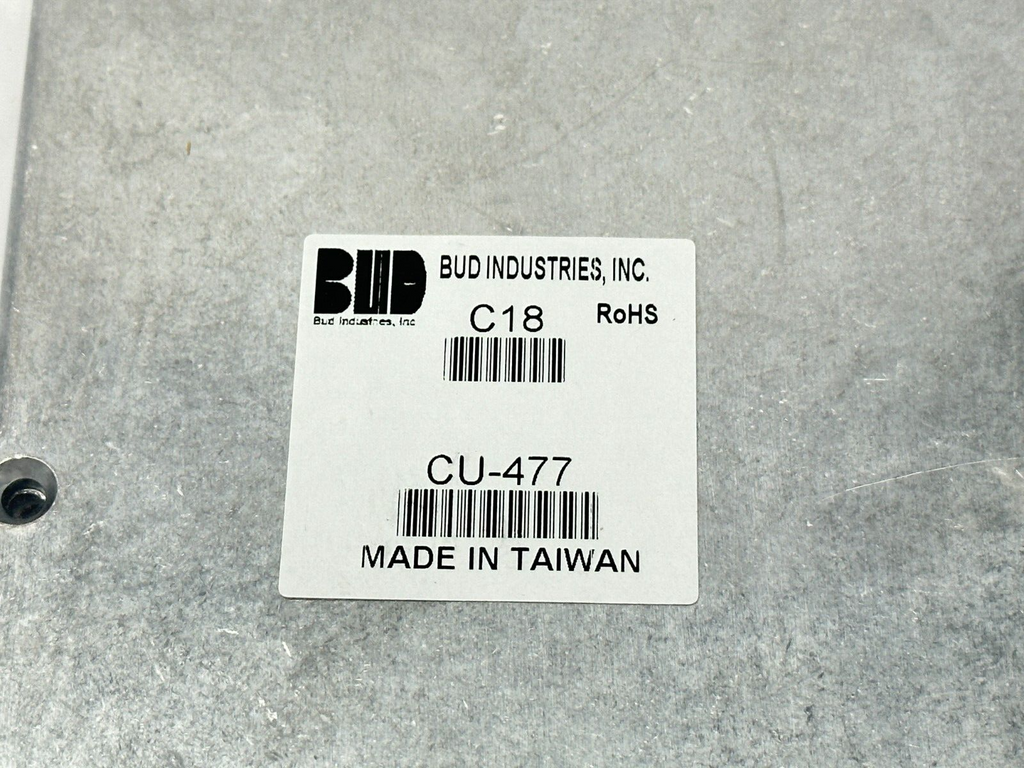 BUD
Bud Industries, Inc
BUD INDUSTRIES, INC.
C18
RoHS
CU-477
MADE IN TAIWAN